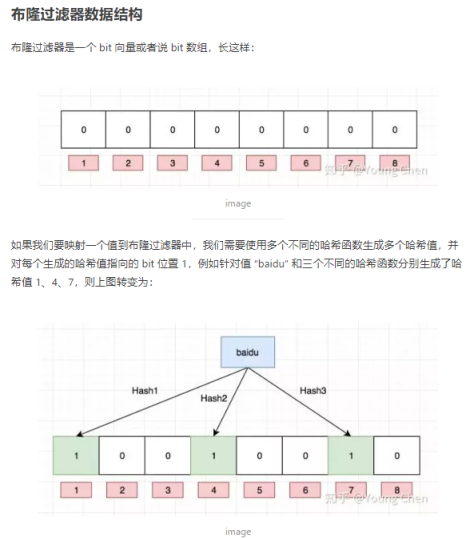 布隆过滤器数据结构
布隆过滤器是一个 bit 向量或者说 bit 数组，长这样：
0 0 0 0 0 0 0 0
1 2 3 4 5 6 7 8
知乎 @Young Chen
image
如果我们要映射一个值到布隆过滤器中，我们需要使用多个不同的哈希函数生成多个哈希值，并
对每个生成的哈希值指向的 bit 位置 1，例如针对值 “baidu” 和三个不同的哈希函数分别生成了哈
希值 1、4、7，则上图转变为：
baidu
Hash1 Hash2 Hash3
1 0 0 1 0 0 1 0
1 2 3 4 5 6 7 8
知乎 @Young Chen
image